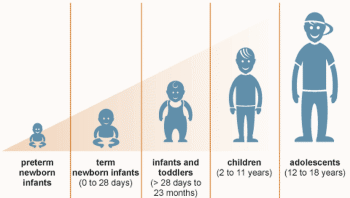 preterm
newborn
infants
term
newborn infants
(0 to 28 days)
infants and
toddlers
(> 28 days to
23 months)
children
(2 to 11 years)
adolescents
(12 to 18 years)